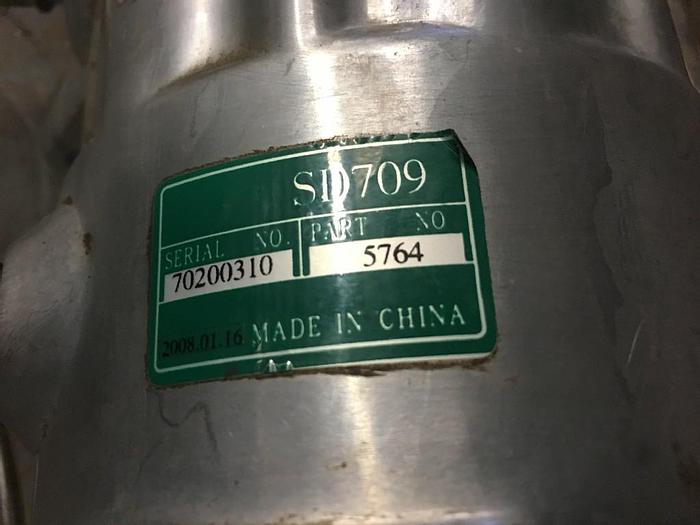 SD709
SERIAL NO. PART NO
70200310 5764
2008.01.16 MADE IN CHINA